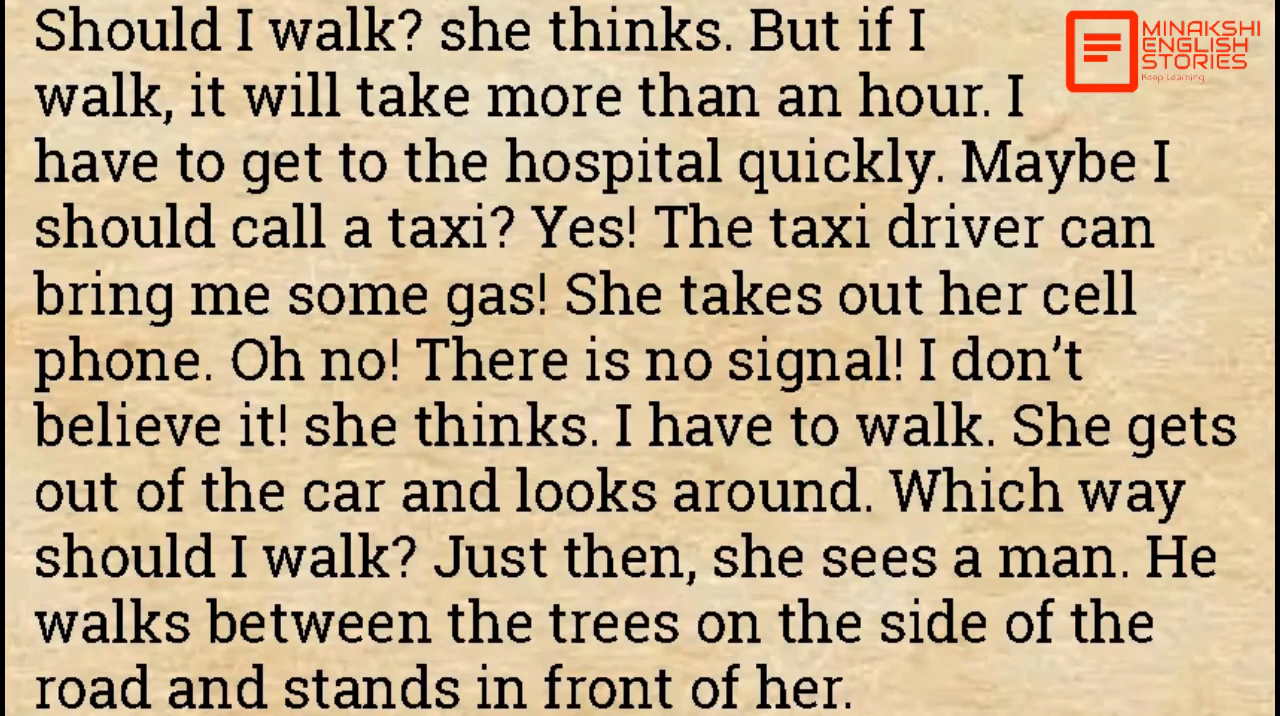 Should I walk? she thinks. But if I
walk, it will take more than an hour. I
have to get to the hospital quickly. Maybe I
should call a taxi? Yes! The taxi driver can
bring me some gas! She takes out her cell
phone. Oh no! There is no signal! I don’t
believe it! she thinks. I have to walk. She gets
out of the car and looks around. Which way
should I walk? Just then, she sees a man. He
walks between the trees on the side of the
road and stands in front of her.
MINAKSHI
ENGLISH
STORIES
Keep Learning